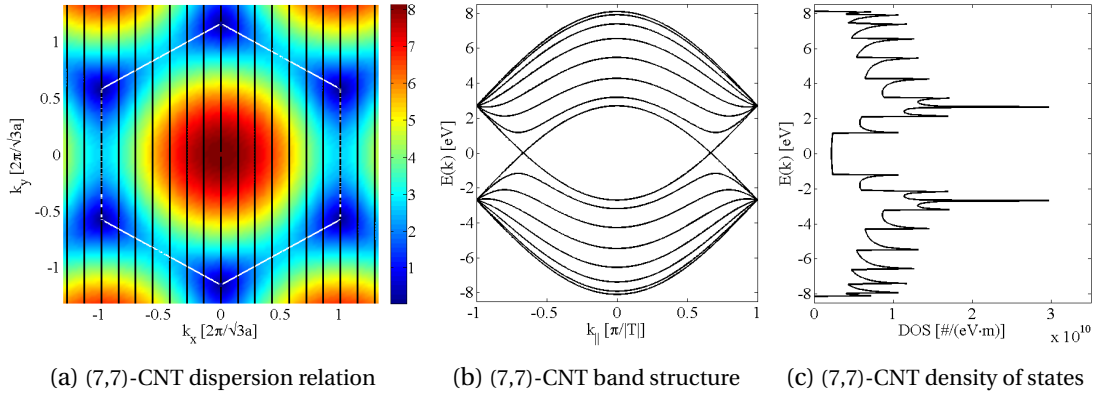 1
0.5
0
-0.5
-1
k_y [2π/√3a]
-1 -0.5 0 0.5 1
k_x [2π/√3a]
8
7
6
5
4
3
2
1
8
6
4
2
0
-2
-4
-6
-8
E(k) [eV]
-1 -0.5 0 0.5 1
k_|| [π/|T|]
8
6
4
2
0
-2
-4
-6
-8
E(k) [eV]
0 1 2 3
DOS [#/(eV·m)]
x 10^10
(a) (7,7)-CNT dispersion relation
(b) (7,7)-CNT band structure
(c) (7,7)-CNT density of states